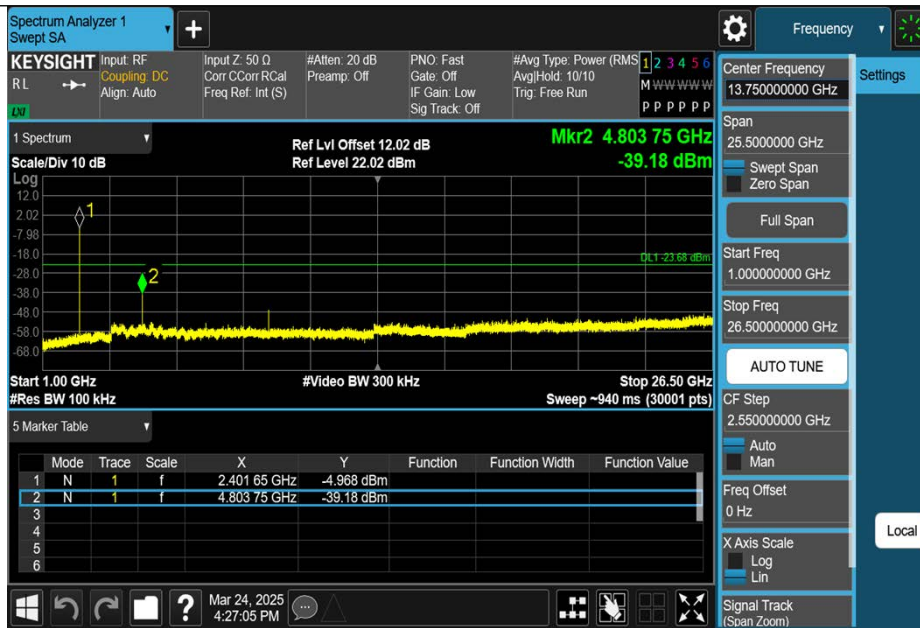 Spectrum Analyzer 1
Swept SA
+
Frequency
KEYSIGHT
R L
LXI
Input: RF
Coupling: DC
Align: Auto
Input Z: 50 Ω
Corr CCorr RCal
Freq Ref: Int (S)
#Atten: 20 dB
Preamp: Off
PNO: Fast
Gate: Off
IF Gain: Low
Sig Track: Off
#Avg Type: Power (RMS
Avg|Hold: 10/10
Trig: Free Run
1 2 3 4 5 6
M W W W W W
P P P P P P
1 Spectrum
Scale/Div 10 dB
Ref Lvl Offset 12.02 dB
Ref Level 22.02 dBm
Mkr2 4.803 75 GHz
-39.18 dBm
Log
12.0
2.02
-7.98
-18.0
-28.0
-38.0
-48.0
-58.0
-68.0
1
2
DL1 -23.68 dBm
Start 1.00 GHz
#Video BW 300 kHz
Stop 26.50 GHz
#Res BW 100 kHz
Sweep ~940 ms (30001 pts)
5 Marker Table
Mode Trace Scale X Y Function Function Width Function Value
1 N 1 f 2.401 65 GHz -4.968 dBm
2 N 1 f 4.803 75 GHz -39.18 dBm
3
4
5
6
?
Mar 24, 2025
4:27:05 PM
Center Frequency
13.750000000 GHz
Span
25.5000000 GHz
Swept Span
Zero Span
Full Span
Start Freq
1.000000000 GHz
Stop Freq
26.500000000 GHz
AUTO TUNE
CF Step
2.550000000 GHz
Auto
Man
Freq Offset
0 Hz
X Axis Scale
Log
Lin
Signal Track
(Span Zoom)
Settings
Local